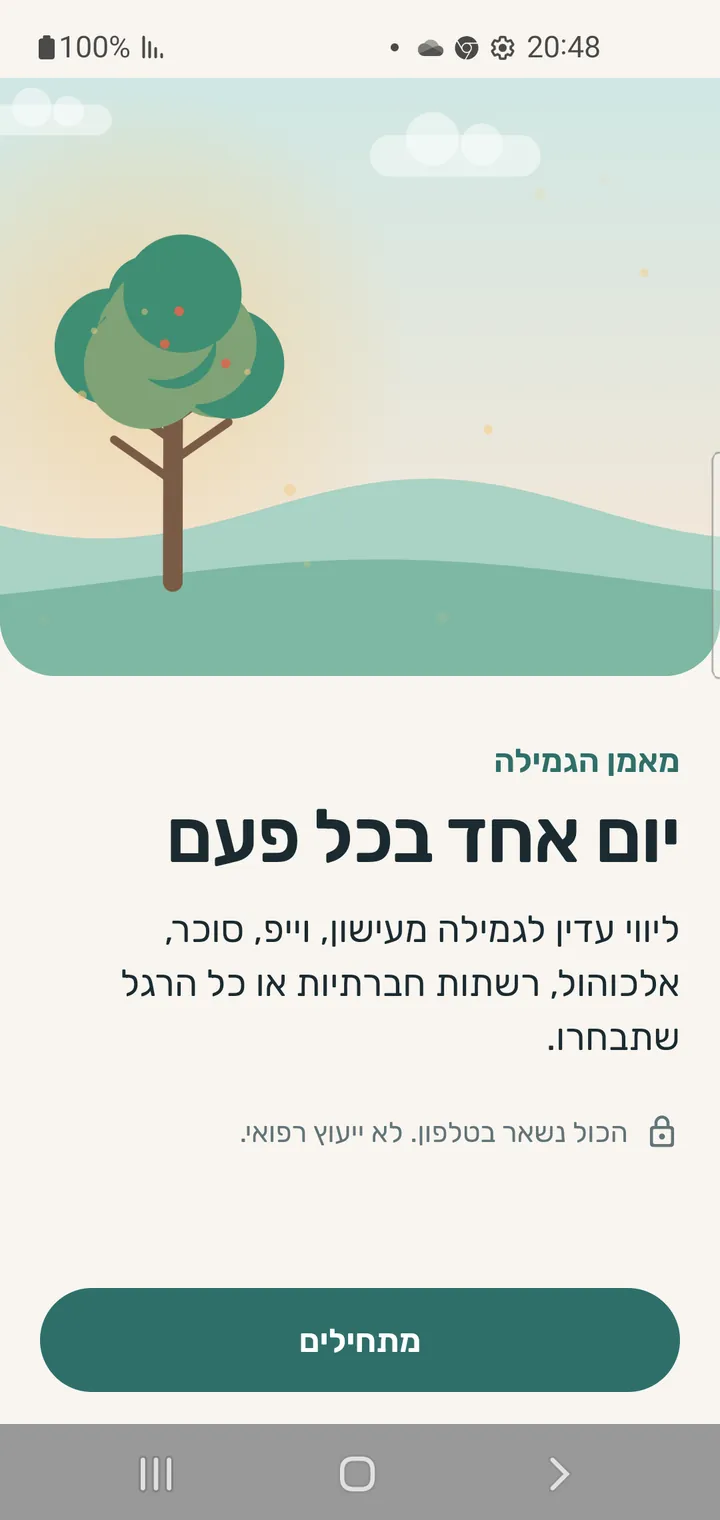 100%
20:48
מאמן הגמילה
יום אחד בכל פעם
ליווי עדין לגמילה מעישון, וייפ, סוכר,
אלכוהול, רשתות חברתיות או כל הרגל
שתבחרו.
הכול נשאר בטלפון. לא ייעוץ רפואי.
מתחילים